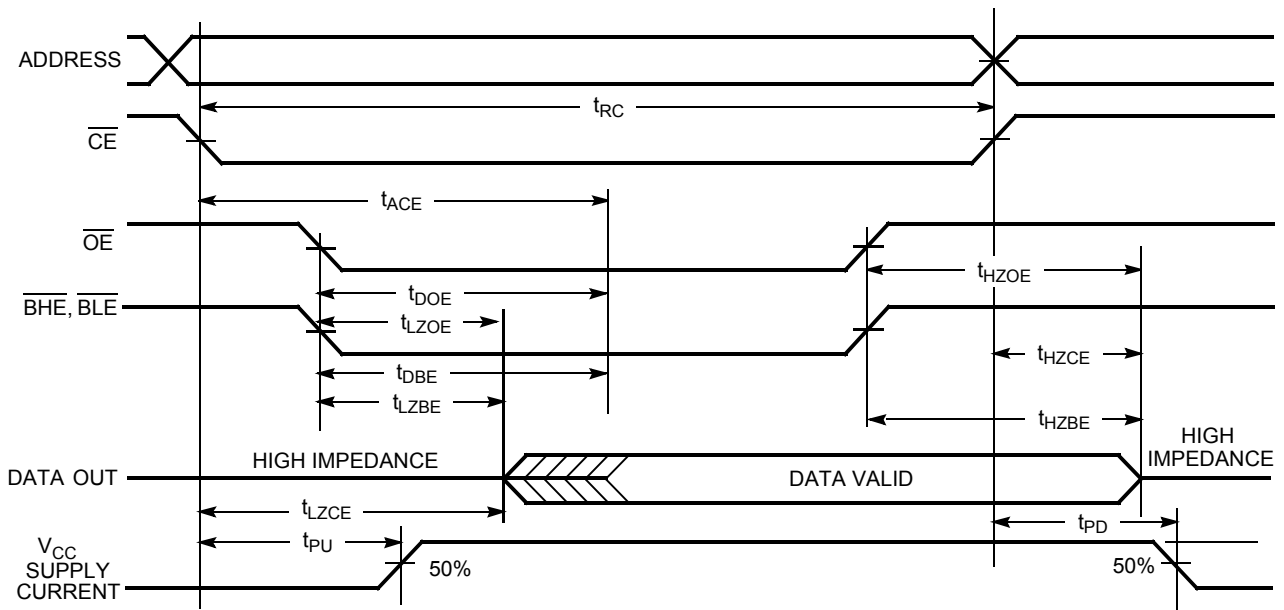 ADDRESS
tRC
CE
tACE
OE
tHZOE
tDOE
BHE, BLE
tLZOE
tHZCE
tDBE
tLZBE
tHZBE
HIGH IMPEDANCE
HIGH
IMPEDANCE
DATA OUT
DATA VALID
tLZCE
tPD
tPU
VCC
SUPPLY
CURRENT
50%
50%